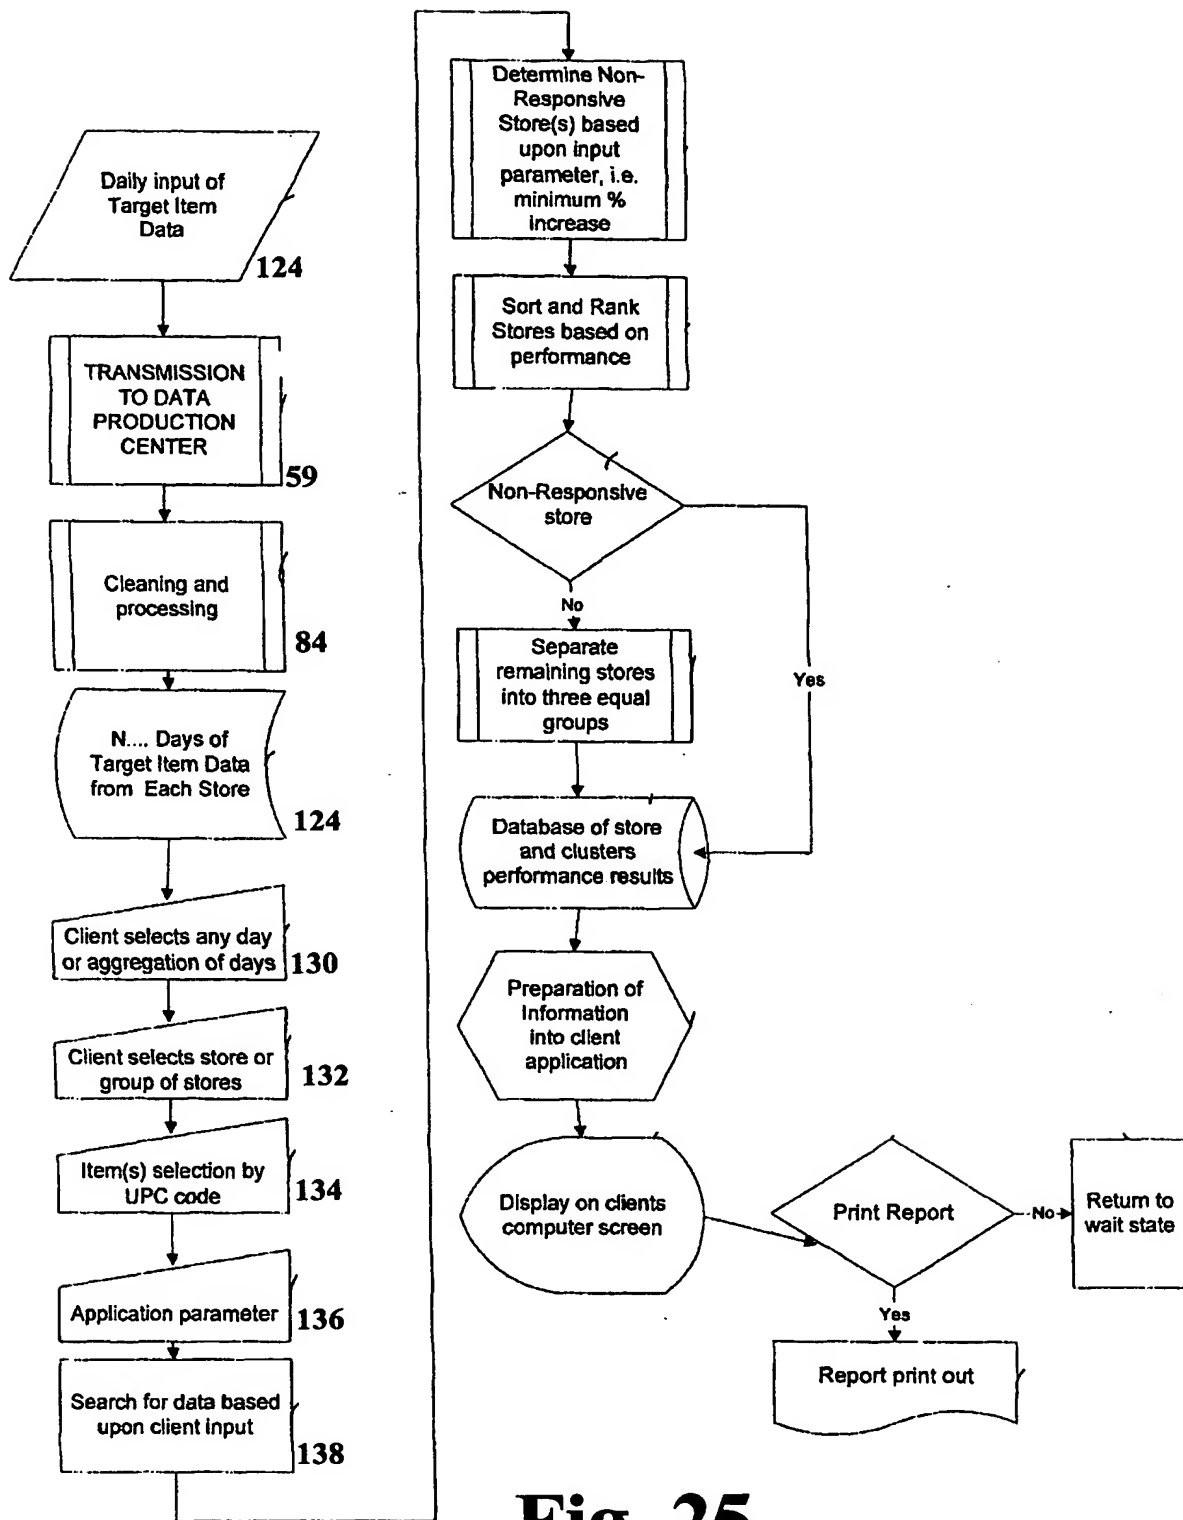 Daily input of
Target Item
Data
124
TRANSMISSION
TO DATA
PRODUCTION
CENTER
59
Cleaning and
processing
84
N.... Days of
Target Item Data
from Each Store
124
Client selects any day
or aggregation of days
130
Client selects store or
group of stores
132
Item(s) selection by
UPC code
134
Application parameter
136
Search for data based
upon client input
138
Determine Non-
Responsive
Store(s) based
upon input
parameter, i.e.
minimum %
increase
Sort and Rank
Stores based on
performance
Non-Responsive
store
No
Yes
Separate
remaining stores
into three equal
groups
Database of store
and clusters
performance results
Preparation of
Information
into client
application
Display on clients
computer screen
Print Report
No
Return to
wait state
Yes
Report print out
Fig. 25